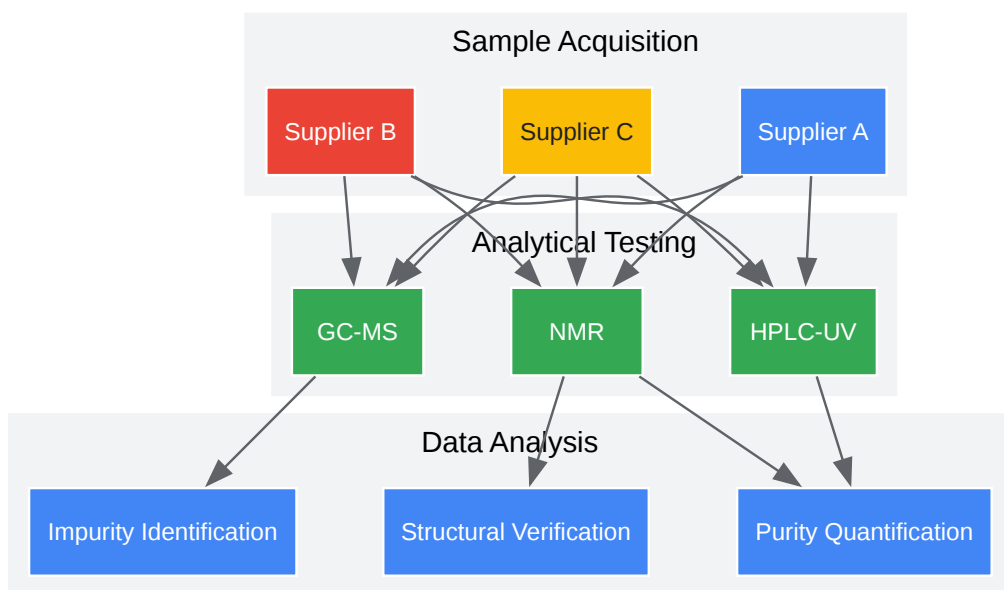 Sample Acquisition
Supplier B
Supplier C
Supplier A
Analytical Testing
GC-MS
NMR
HPLC-UV
Data Analysis
Impurity Identification
Structural Verification
Purity Quantification